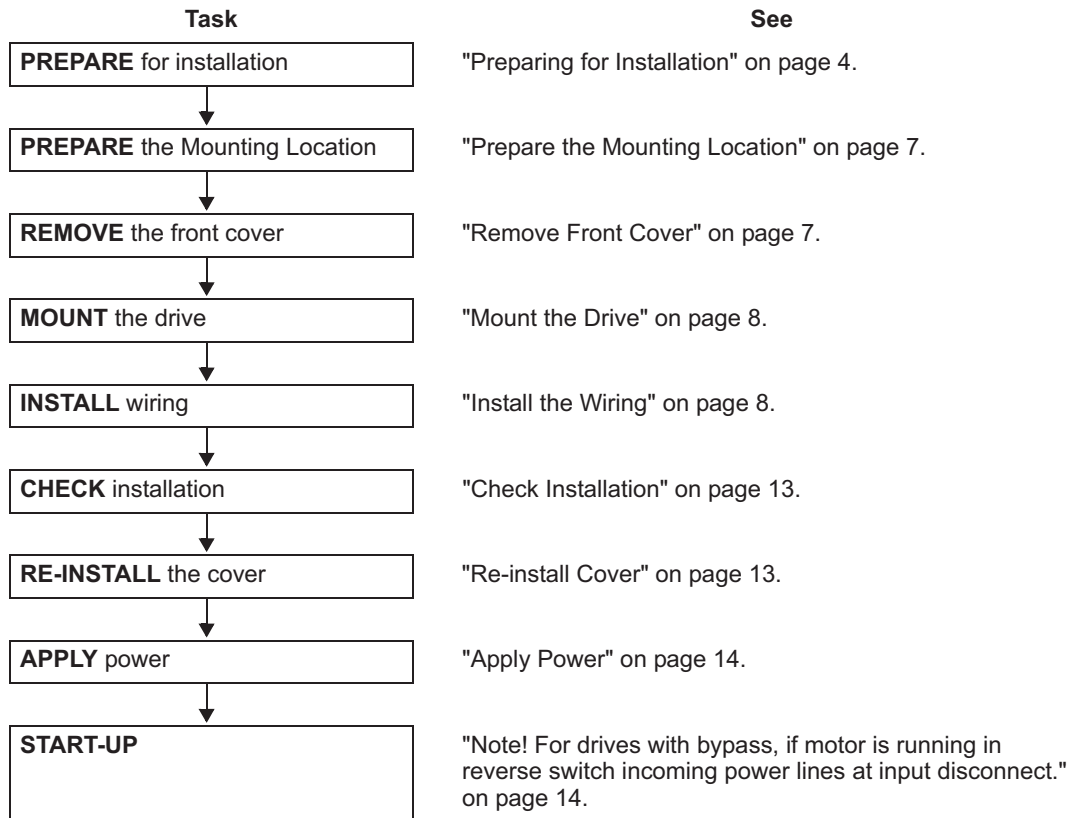 Task See
PREPARE for installation "Preparing for Installation" on page 4.
PREPARE the Mounting Location "Prepare the Mounting Location" on page 7.
REMOVE the front cover "Remove Front Cover" on page 7.
MOUNT the drive "Mount the Drive" on page 8.
INSTALL wiring "Install the Wiring" on page 8.
CHECK installation "Check Installation" on page 13.
RE-INSTALL the cover "Re-install Cover" on page 13.
APPLY power "Apply Power" on page 14.
START-UP "Note! For drives with bypass, if motor is running in
reverse switch incoming power lines at input disconnect."
on page 14.